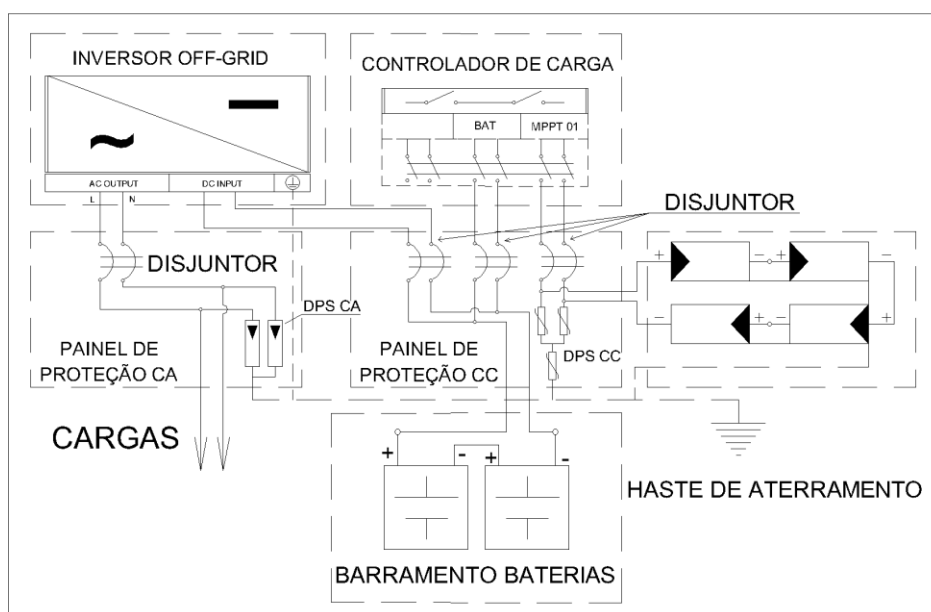 INVERSOR OFF-GRID
CONTROLADOR DE CARGA
BAT
MPPT 01
AC OUTPUT
DC INPUT
L
N
DISJUNTOR
DISJUNTOR
DPS CA
PAINEL DE
PROTEÇÃO CA
PAINEL DE
PROTEÇÃO CC
DPS CC
+
-
+
-
-
+
-
+
CARGAS
+
-
+
-
HASTE DE ATERRAMENTO
BARRAMENTO BATERIAS